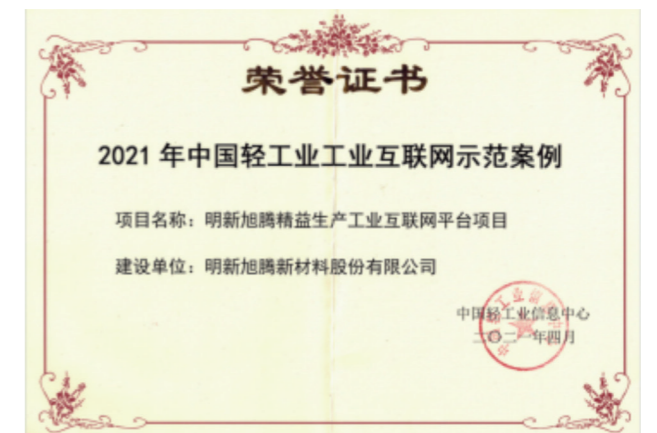 荣誉证书
2021 年中国轻工业工业互联网示范案例
项目名称：明新旭腾精益生产工业互联网平台项目
建设单位：明新旭腾新材料股份有限公司
中国轻工业信息中心
二〇二一年四月